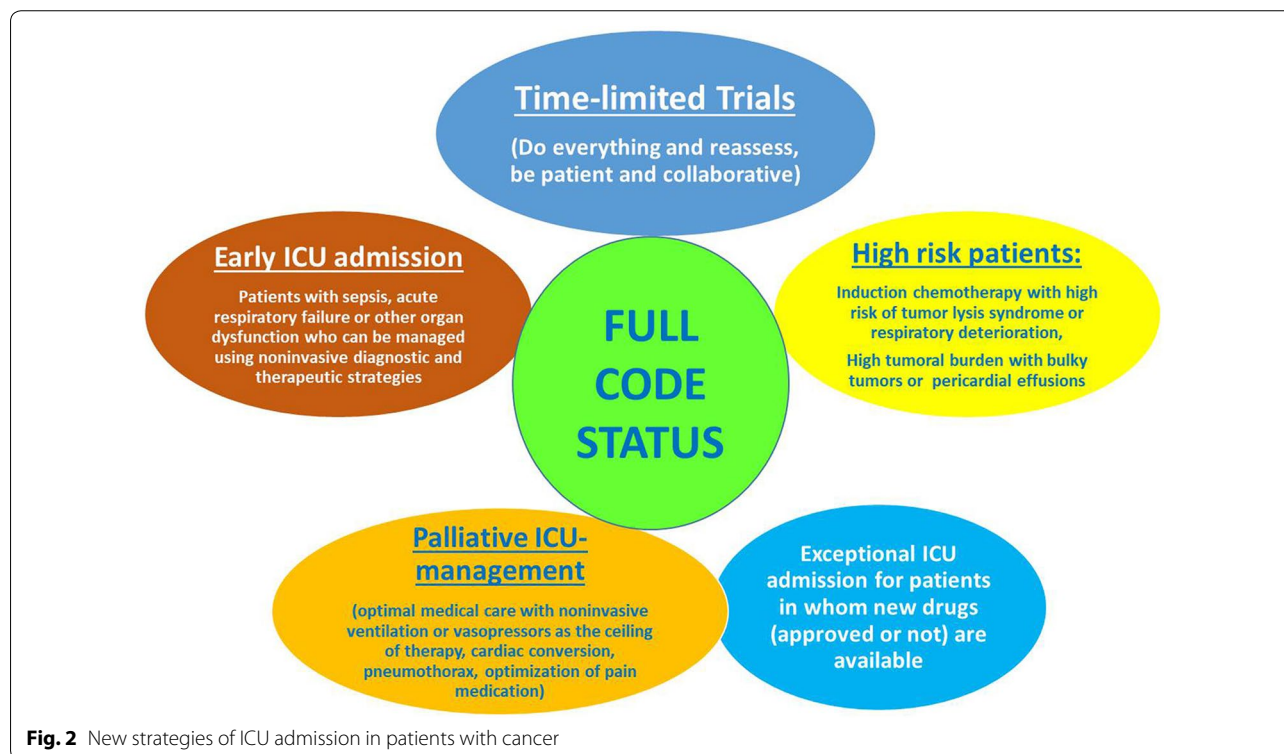 Time-limited Trials
(Do everything and reassess,
be patient and collaborative)
Early ICU admission
Patients with sepsis, acute
respiratory failure or other organ
dysfunction who can be managed
using noninvasive diagnostic and
therapeutic strategies
High risk patients:
Induction chemotherapy with high
risk of tumor lysis syndrome or
respiratory deterioration,
High tumoral burden with bulky
tumors or pericardial effusions
FULL
CODE
STATUS
Palliative ICU-
management
(optimal medical care with noninvasive
ventilation or vasopressors as the ceiling
of therapy, cardiac conversion,
pneumothorax, optimization of pain
medication)
Exceptional ICU
admission for patients
in whom new drugs
(approved or not) are
available
Fig. 2 New strategies of ICU admission in patients with cancer